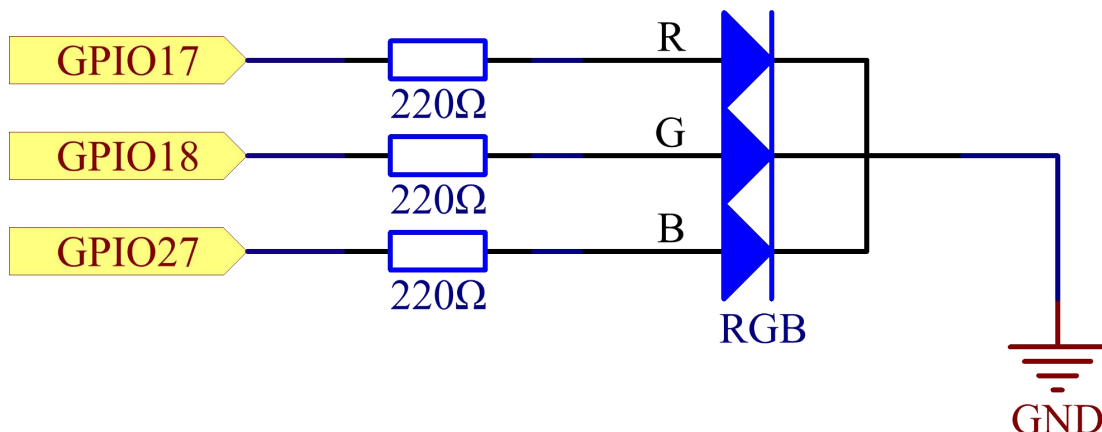 GPIO17
220Ω
R
GPIO18
220Ω
G
GPIO27
220Ω
B
RGB
GND